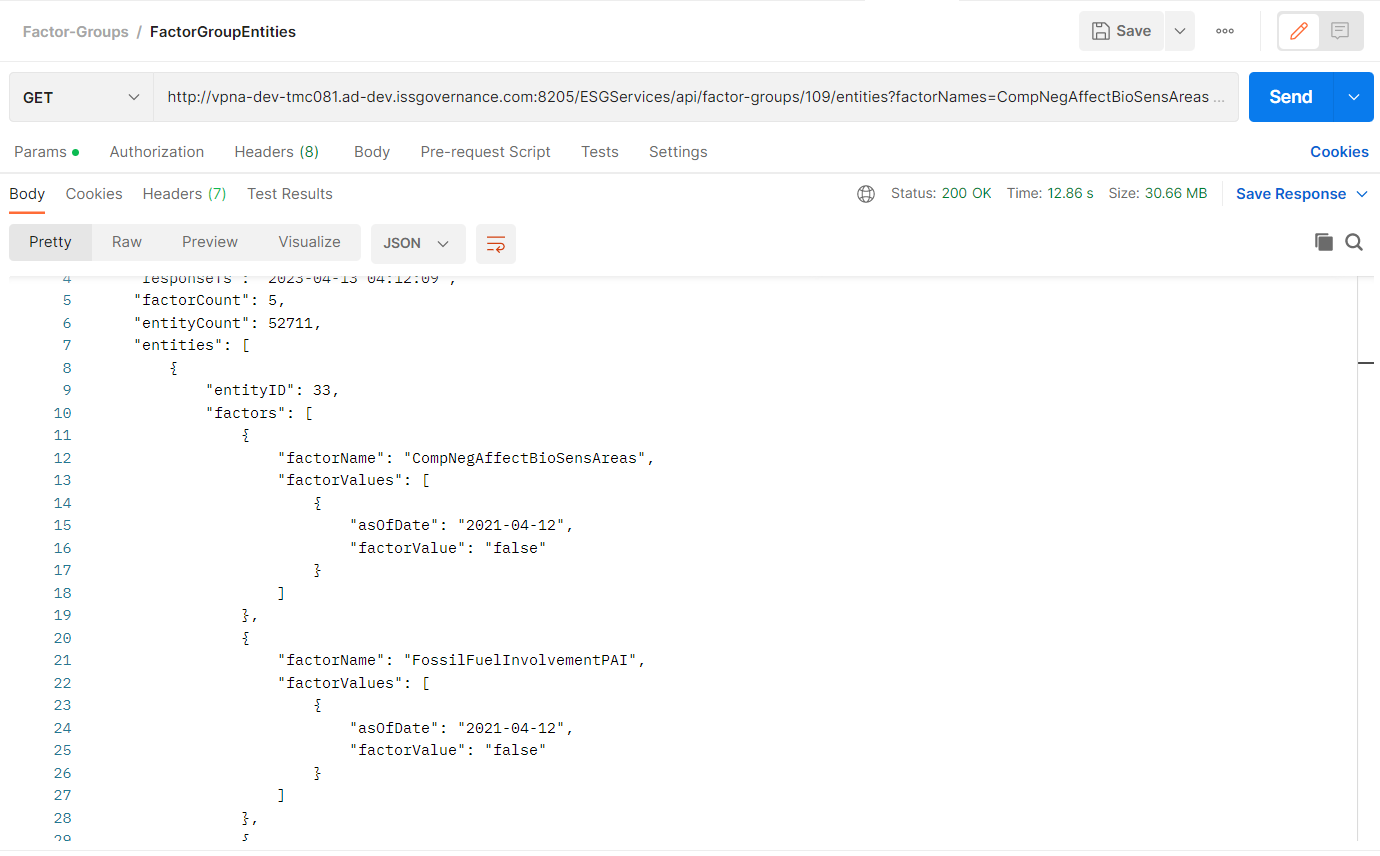 Factor-Groups / FactorGroupEntities
Save
GET
http://vpna-dev-tmc081.ad-dev.issgovernance.com:8205/ESGServices/api/factor-groups/109/entities?factorNames=CompNegAffectBioSensAreas ...
Send
Params Authorization Headers (8) Body Pre-request Script Tests Settings Cookies
Body Cookies Headers (7) Test Results Status: 200 OK Time: 12.86 s Size: 30.66 MB Save Response
Pretty Raw Preview Visualize JSON
4 "responseTS": "2023-04-13 04:12:09",
5 "factorCount": 5,
6 "entityCount": 52711,
7 "entities": [
8 {
9 "entityID": 33,
10 "factors": [
11 {
12 "factorName": "CompNegAffectBioSensAreas",
13 "factorValues": [
14 {
15 "asOfDate": "2021-04-12",
16 "factorValue": "false"
17 }
18 ]
19 },
20 {
21 "factorName": "FossilFuelInvolvementPAI",
22 "factorValues": [
23 {
24 "asOfDate": "2021-04-12",
25 "factorValue": "false"
26 }
27 ]
28 },
29 {